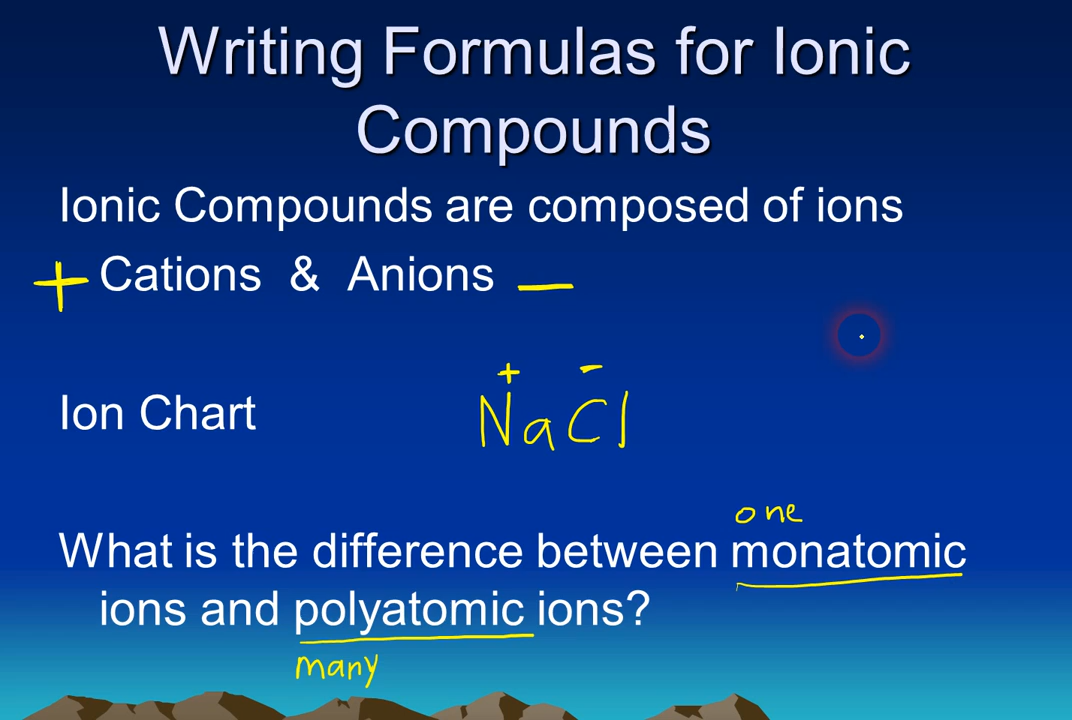 Writing Formulas for Ionic
Compounds
Ionic Compounds are composed of ions
+ Cations & Anions —
+ -
Ion Chart NaCl
one
What is the difference between monatomic
ions and polyatomic ions?
many